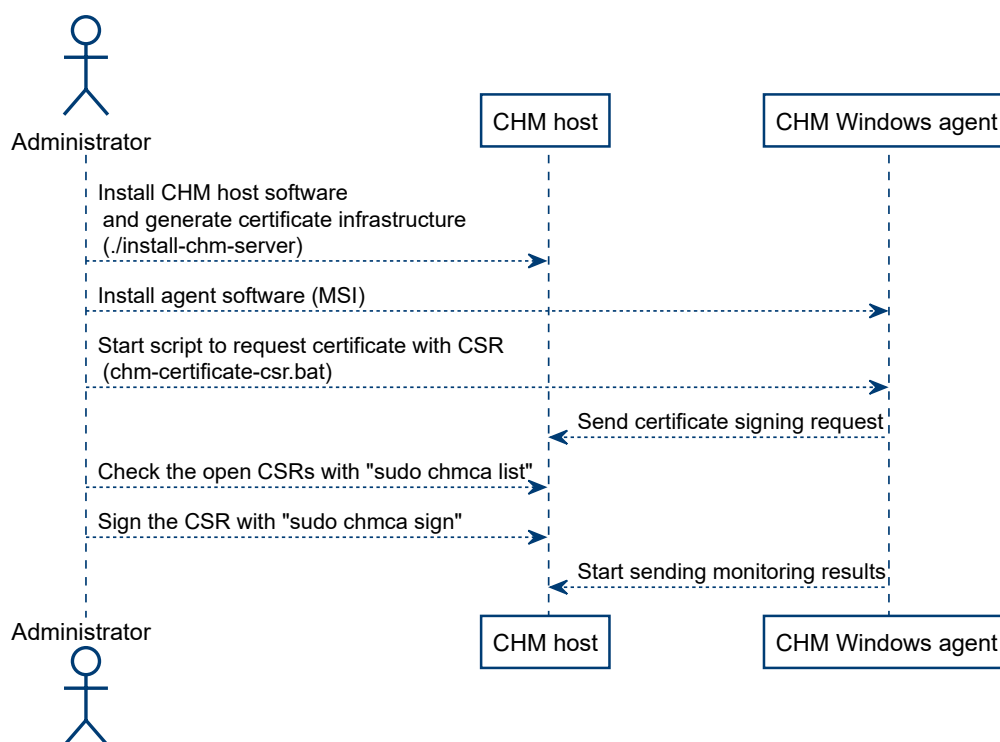 Administrator
CHM host
CHM Windows agent
Install CHM host software
and generate certificate infrastructure
(./install-chm-server)
Install agent software (MSI)
Start script to request certificate with CSR
(chm-certificate-csr.bat)
Send certificate signing request
Check the open CSRs with "sudo chmca list"
Sign the CSR with "sudo chmca sign"
Start sending monitoring results
Administrator
CHM host
CHM Windows agent